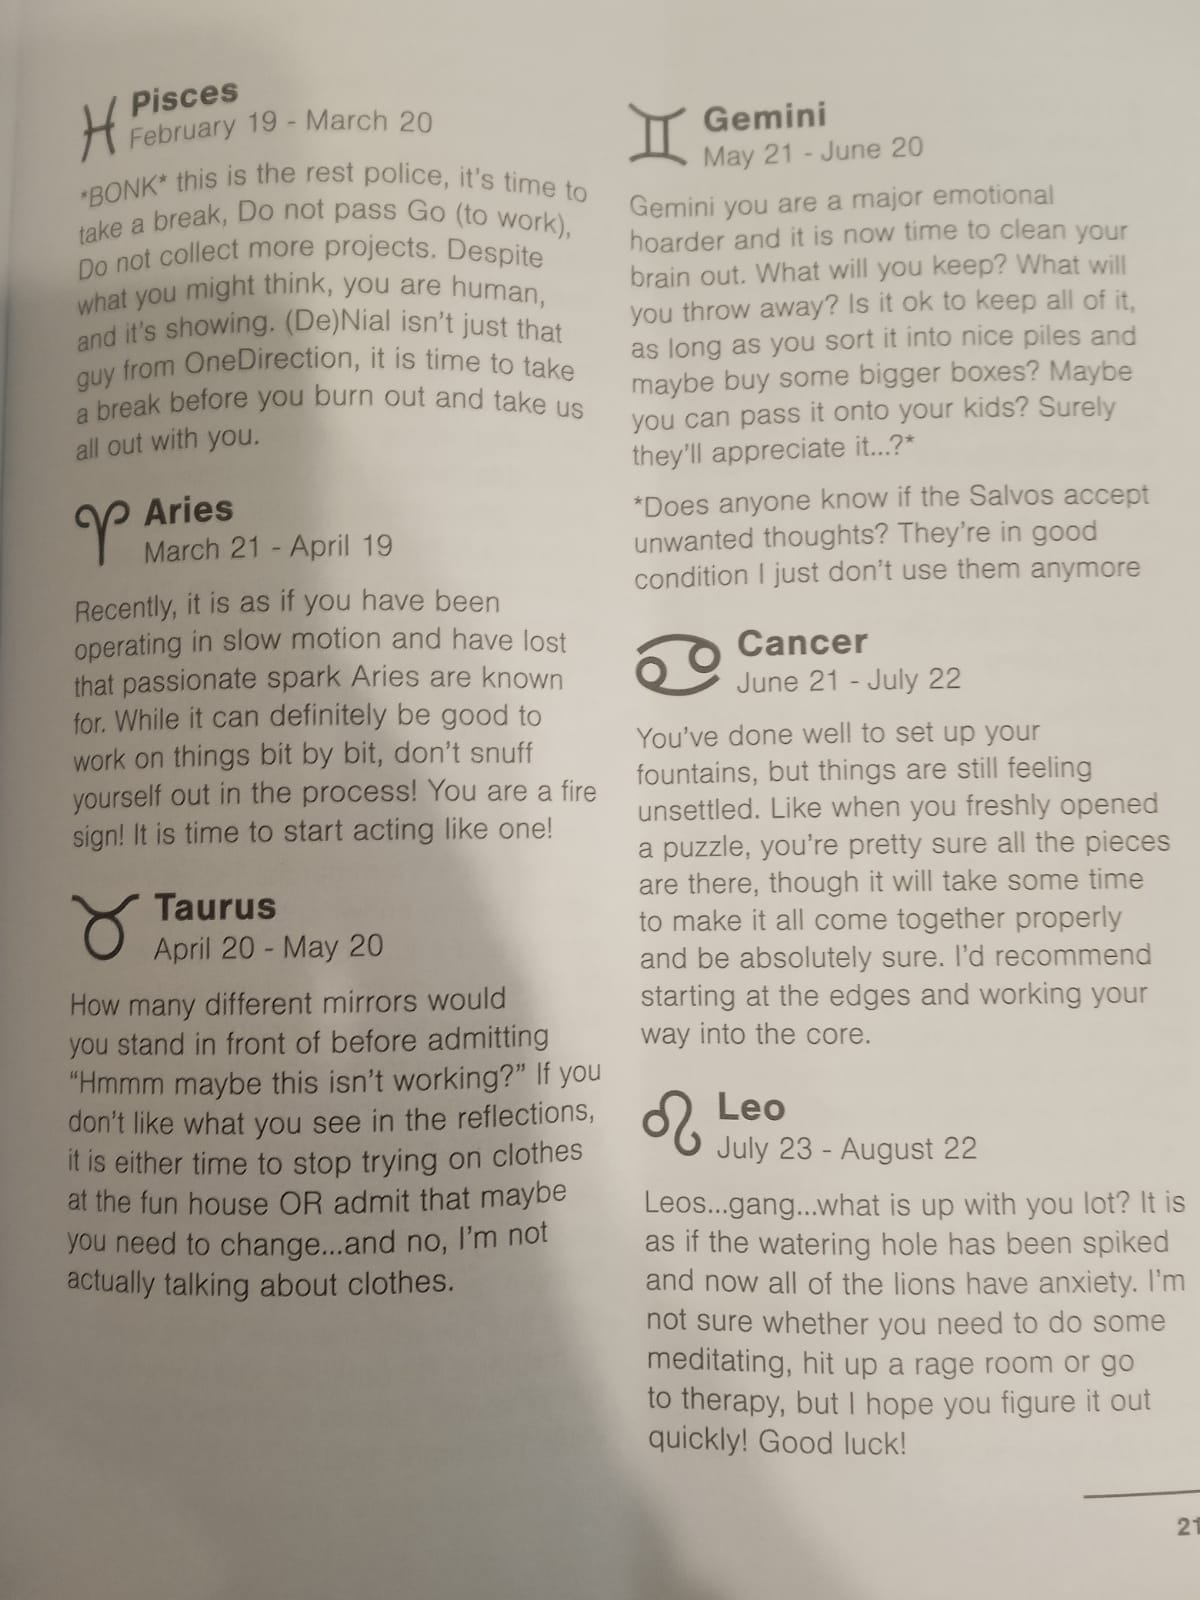 Pisces
February 19 - March 20
*BONK* this is the rest police, it's time to
take a break, Do not pass Go (to work),
Do not collect more projects. Despite
what you might think, you are human,
and it's showing. (De)Nial isn't just that
guy from OneDirection, it is time to take
a break before you burn out and take us
all out with you.
Aries
March 21 - April 19
Recently, it is as if you have been
operating in slow motion and have lost
that passionate spark Aries are known
for. While it can definitely be good to
work on things bit by bit, don't snuff
yourself out in the process! You are a fire
sign! It is time to start acting like one!
Taurus
April 20 - May 20
How many different mirrors would
you stand in front of before admitting
“Hmmm maybe this isn't working?” If you
don't like what you see in the reflections,
it is either time to stop trying on clothes
at the fun house OR admit that maybe
you need to change...and no, I'm not
actually talking about clothes.
Gemini
May 21 - June 20
Gemini you are a major emotional
hoarder and it is now time to clean your
brain out. What will you keep? What will
you throw away? Is it ok to keep all of it,
as long as you sort it into nice piles and
maybe buy some bigger boxes? Maybe
you can pass it onto your kids? Surely
they'll appreciate it...?*
*Does anyone know if the Salvos accept
unwanted thoughts? They're in good
condition I just don't use them anymore
Cancer
June 21 - July 22
You've done well to set up your
fountains, but things are still feeling
unsettled. Like when you freshly opened
a puzzle, you're pretty sure all the pieces
are there, though it will take some time
to make it all come together properly
and be absolutely sure. I'd recommend
starting at the edges and working your
way into the core.
Leo
July 23 - August 22
Leos...gang...what is up with you lot? It is
as if the watering hole has been spiked
and now all of the lions have anxiety. I'm
not sure whether you need to do some
meditating, hit up a rage room or go
to therapy, but I hope you figure it out
quickly! Good luck!
21